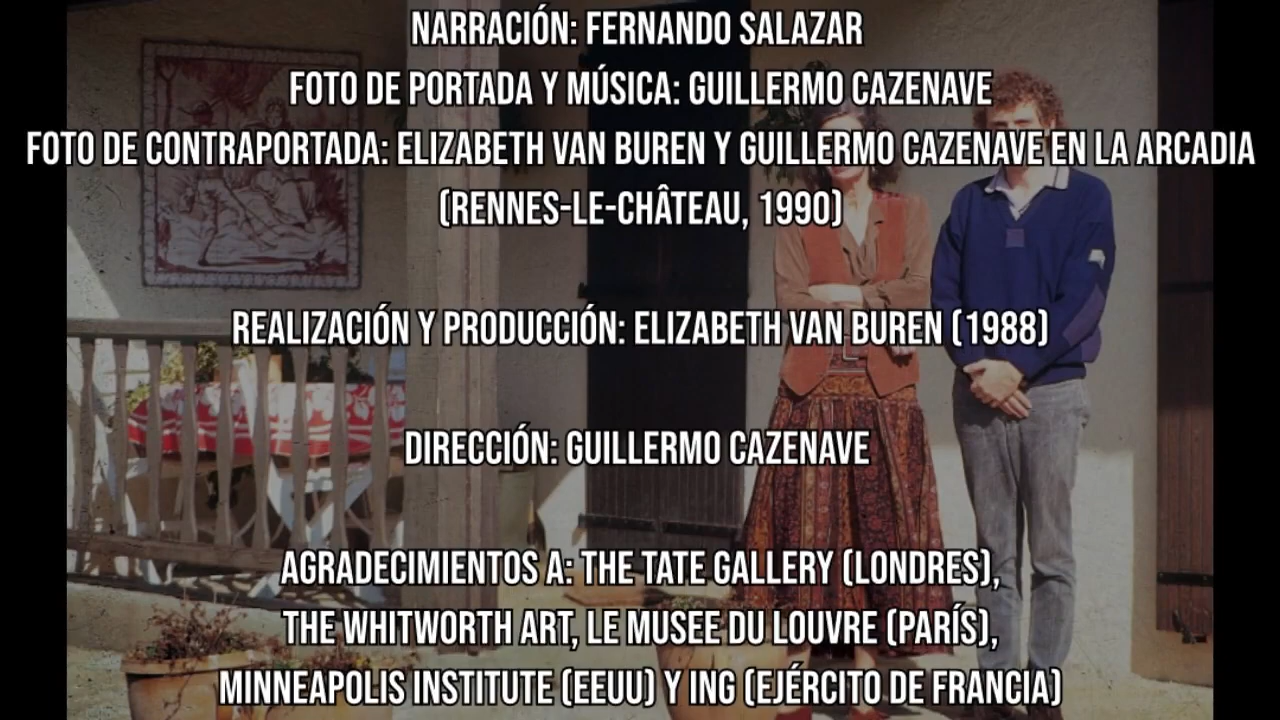 NARRACIÓN: FERNANDO SALAZAR
FOTO DE PORTADA Y MÚSICA: GUILLERMO CAZENAVE
FOTO DE CONTRAPORTADA: ELIZABETH VAN BUREN Y GUILLERMO CAZENAVE EN LA ARCADIA
(RENNES-LE-CHÂTEAU, 1990)
REALIZACIÓN Y PRODUCCIÓN: ELIZABETH VAN BUREN (1988)
DIRECCIÓN: GUILLERMO CAZENAVE
AGRADECIMIENTOS A: THE TATE GALLERY (LONDRES),
THE WHITWORTH ART, LE MUSEE DU LOUVRE (PARÍS),
MINNEAPOLIS INSTITUTE (EEUU) Y ING (EJÉRCITO DE FRANCIA)